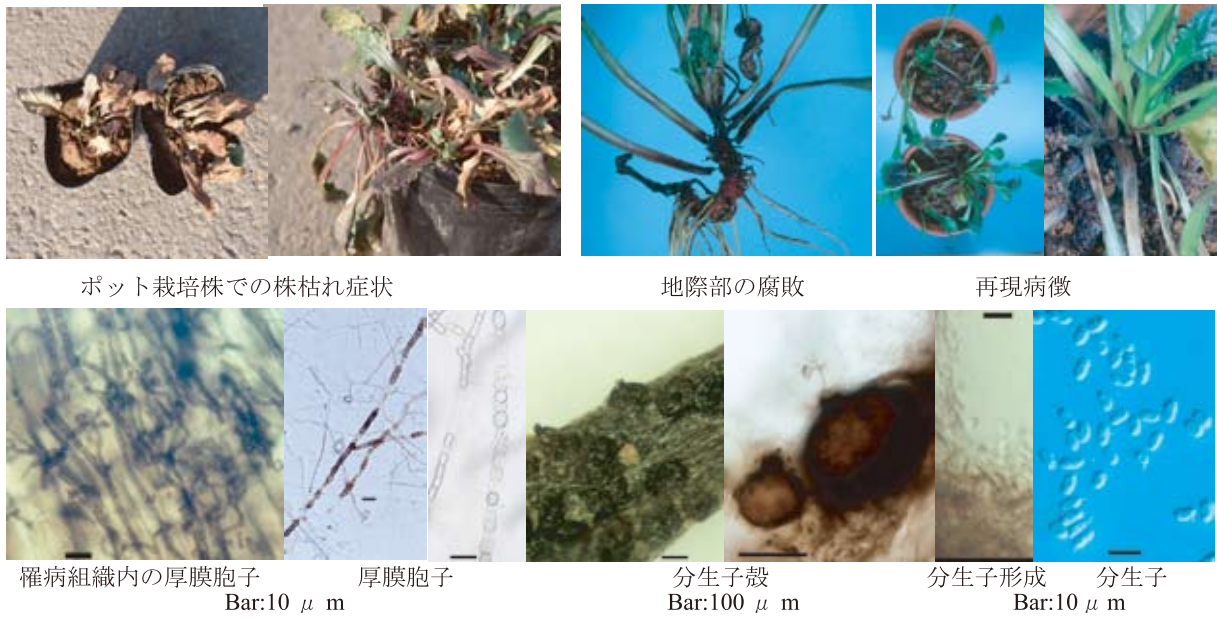 ポット栽培株での株枯れ症状
地際部の腐敗
再現病徴
罹病組織内の厚膜胞子
厚膜胞子
分生子殻
分生子形成
分生子
Bar:10 μ m
Bar:100 μ m
Bar:10 μ m